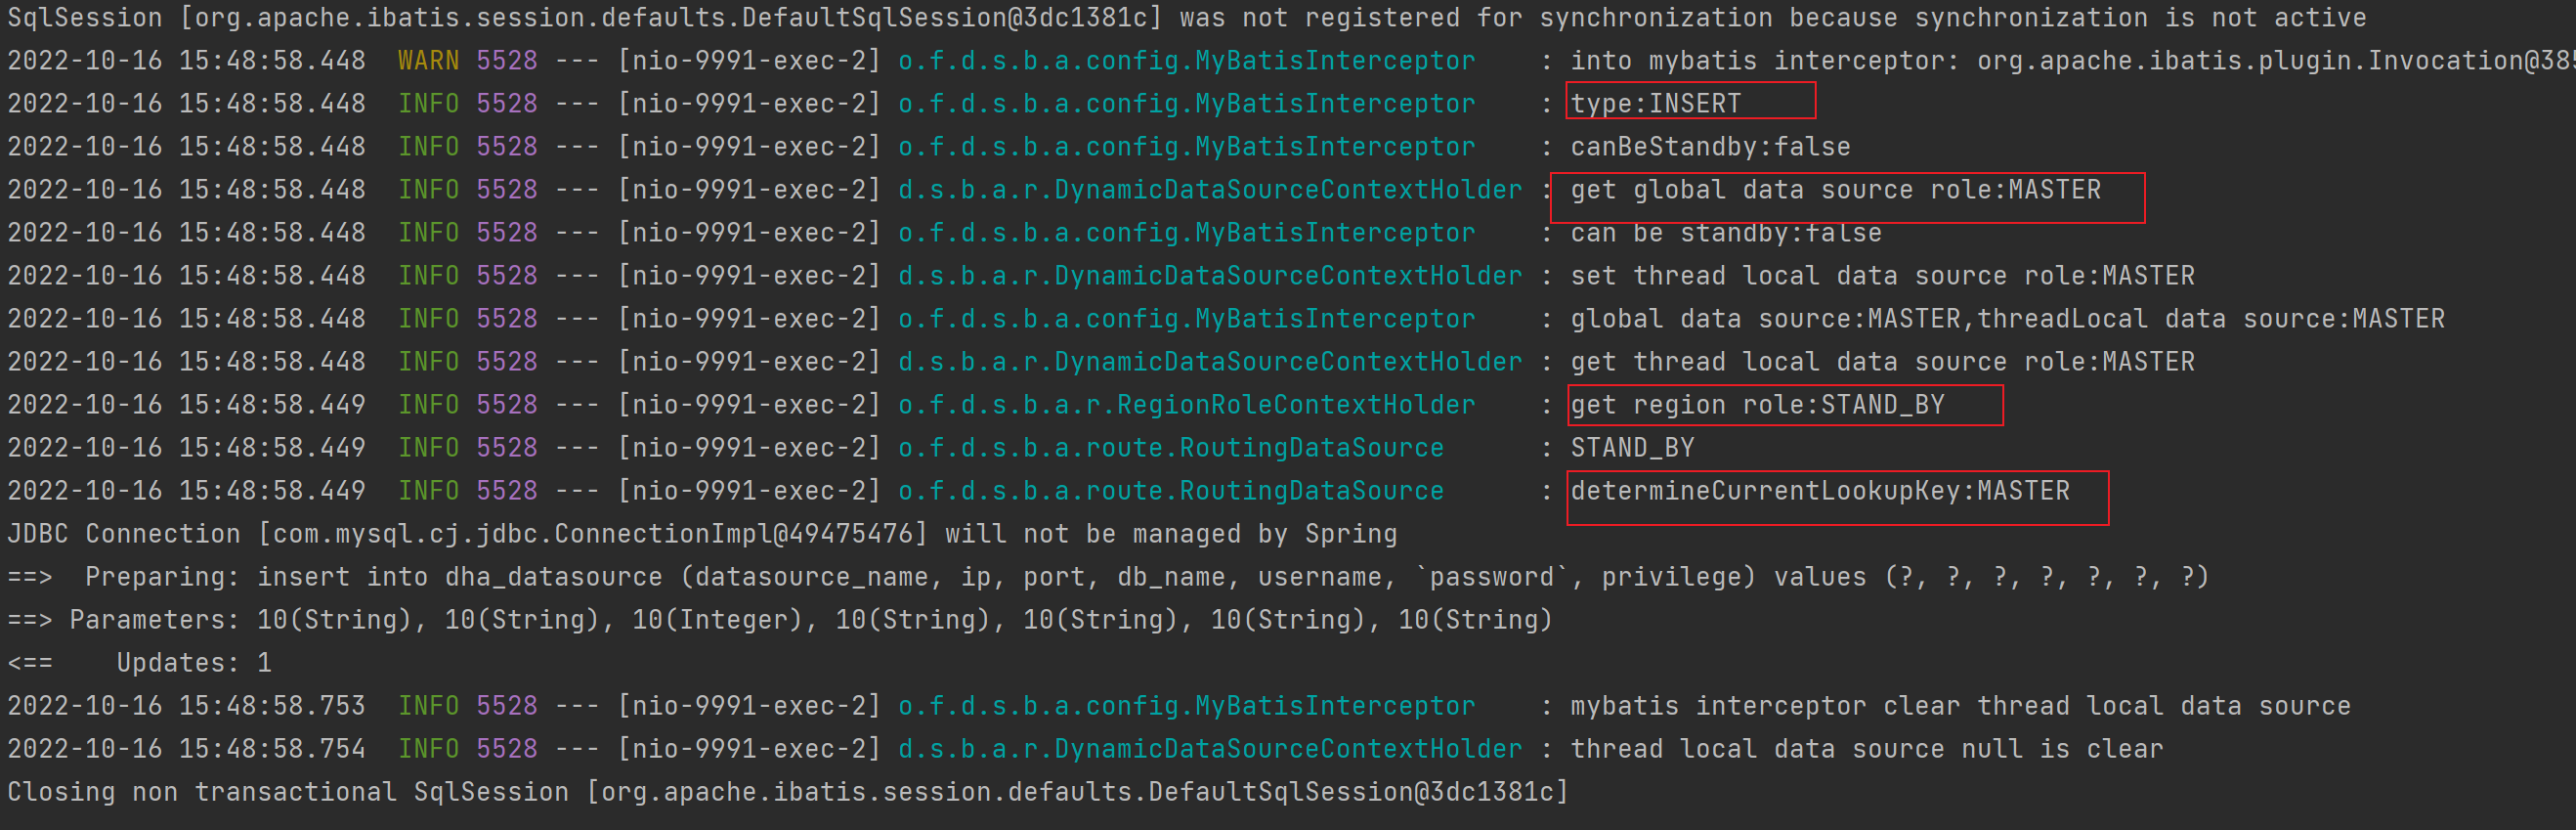 SqlSession [org.apache.ibatis.session.defaults.DefaultSqlSession@3dc1381c] was not registered for synchronization because synchronization is not active
2022-10-16 15:48:58.448  WARN 5528 --- [nio-9991-exec-2] o.f.d.s.b.a.config.MyBatisInterceptor    : into mybatis interceptor: org.apache.ibatis.plugin.Invocation@385
2022-10-16 15:48:58.448  INFO 5528 --- [nio-9991-exec-2] o.f.d.s.b.a.config.MyBatisInterceptor    : type:INSERT
2022-10-16 15:48:58.448  INFO 5528 --- [nio-9991-exec-2] o.f.d.s.b.a.config.MyBatisInterceptor    : canBeStandby:false
2022-10-16 15:48:58.448  INFO 5528 --- [nio-9991-exec-2] d.s.b.a.r.DynamicDataSourceContextHolder : get global data source role:MASTER
2022-10-16 15:48:58.448  INFO 5528 --- [nio-9991-exec-2] o.f.d.s.b.a.config.MyBatisInterceptor    : can be standby:false
2022-10-16 15:48:58.448  INFO 5528 --- [nio-9991-exec-2] d.s.b.a.r.DynamicDataSourceContextHolder : set thread local data source role:MASTER
2022-10-16 15:48:58.448  INFO 5528 --- [nio-9991-exec-2] o.f.d.s.b.a.config.MyBatisInterceptor    : global data source:MASTER,threadLocal data source:MASTER
2022-10-16 15:48:58.448  INFO 5528 --- [nio-9991-exec-2] d.s.b.a.r.DynamicDataSourceContextHolder : get thread local data source role:MASTER
2022-10-16 15:48:58.449  INFO 5528 --- [nio-9991-exec-2] o.f.d.s.b.a.r.RegionRoleContextHolder    : get region role:STAND_BY
2022-10-16 15:48:58.449  INFO 5528 --- [nio-9991-exec-2] o.f.d.s.b.a.route.RoutingDataSource      : STAND_BY
2022-10-16 15:48:58.449  INFO 5528 --- [nio-9991-exec-2] o.f.d.s.b.a.route.RoutingDataSource      : determineCurrentLookupKey:MASTER
JDBC Connection [com.mysql.cj.jdbc.ConnectionImpl@49475476] will not be managed by Spring
==>  Preparing: insert into dha_datasource (datasource_name, ip, port, db_name, username, `password`, privilege) values (?, ?, ?, ?, ?, ?, ?)
==> Parameters: 10(String), 10(String), 10(Integer), 10(String), 10(String), 10(String), 10(String)
<==    Updates: 1
2022-10-16 15:48:58.753  INFO 5528 --- [nio-9991-exec-2] o.f.d.s.b.a.config.MyBatisInterceptor    : mybatis interceptor clear thread local data source
2022-10-16 15:48:58.754  INFO 5528 --- [nio-9991-exec-2] d.s.b.a.r.DynamicDataSourceContextHolder : thread local data source null is clear
Closing non transactional SqlSession [org.apache.ibatis.session.defaults.DefaultSqlSession@3dc1381c]